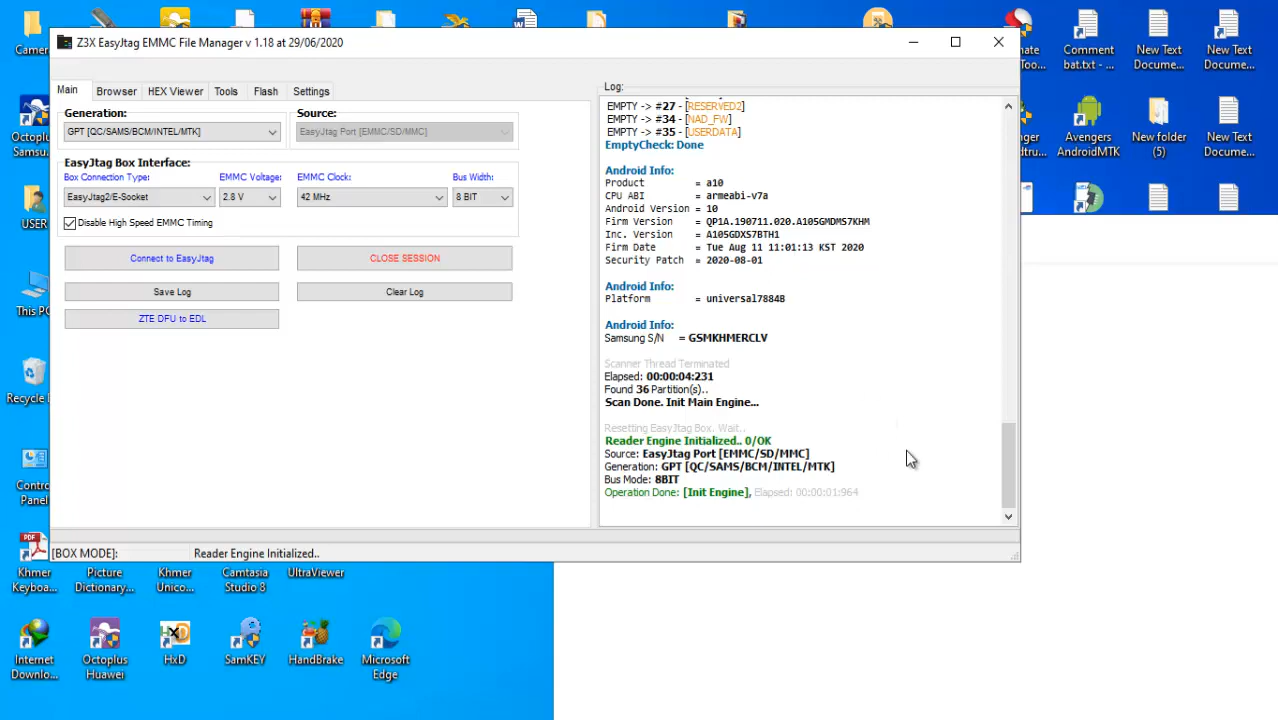 Z3X EasyJtag EMMC File Manager v 1.18 at 29/06/2020
Main
Browser
HEX Viewer
Tools
Flash
Settings
Generation:
GPT [QC/SAMS/BCM/INTEL/MTK]
Source:
EasyJtag Port [EMMC/SD/MMC]
EasyJtag Box Interface:
Box Connection Type:
EMMC Voltage:
EMMC Clock:
Bus Width:
EasyJtag2/E-Socket
2.8 V
42 MHz
8 BIT
Disable High Speed EMMC Timing
Connect to EasyJtag
CLOSE SESSION
Save Log
Clear Log
ZTE DFU to EDL
Log:
EMPTY -> #27 - [RESERVED2]
EMPTY -> #34 - [NAD_FW]
EMPTY -> #35 - [USERDATA]
EmptyCheck: Done
Android Info:
Product = a10
CPU ABI = armeabi-v7a
Android Version = 10
Firm Version = QP1A.190711.020.A105GMDMS7KHM
Inc. Version = A105GDXS7BTH1
Firm Date = Tue Aug 11 11:01:13 KST 2020
Security Patch = 2020-08-01
Android Info:
Platform = universal7884B
Android Info:
Samsung S/N = GSMKHMERCLV
Scanner Thread Terminated
Elapsed: 00:00:04:231
Found 36 Partition(s)..
Scan Done. Init Main Engine...
Resetting EasyJtag Box. Wait..
Reader Engine Initialized.. 0/OK
Source: EasyJtag Port [EMMC/SD/MMC]
Generation: GPT [QC/SAMS/BCM/INTEL/MTK]
Bus Mode: 8BIT
Operation Done: [Init Engine], Elapsed: 00:00:01:964
[BOX MODE]:
Reader Engine Initialized..
Camer
Octoplu
Samsu..
USER
This PC
Recycle
Contro
Panel
Comment
bat.txt - ...
New Text
Docume...
New Text
Docume...
Avengers
AndroidMTK
New folder
(5)
New Text
Docume...
PDF
Khmer
Keyboa...
Picture
Dictionary...
Khmer
Unico...
Camtasia
Studio 8
UltraViewer
Internet
Downlo...
Octoplus
Huawei
HxD
SamKEY
HandBrake
Microsoft
Edge